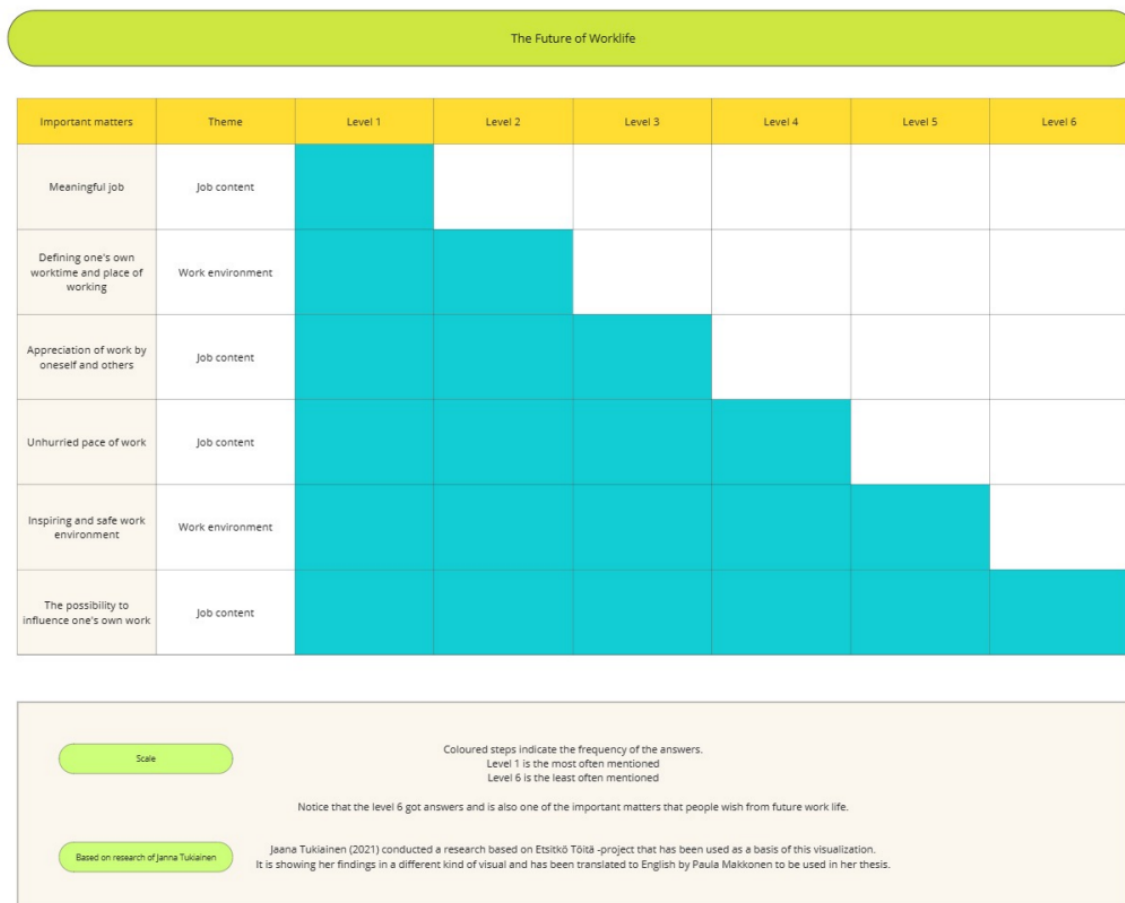 The Future of Worklife
Important matters Theme Level 1 Level 2 Level 3 Level 4 Level 5 Level 6
Meaningful job Job content
Defining one's own
worktime and place of
working
Work environment
Appreciation of work by
oneself and others
Job content
Unhurried pace of work Job content
Inspiring and safe work
environment
Work environment
The possibility to
influence one's own work
Job content
Scale
Coloured steps indicate the frequency of the answers.
Level 1 is the most often mentioned
Level 6 is the least often mentioned
Notice that the level 6 got answers and is also one of the important matters that people wish from future work life.
Based on research of Janna Tukiainen
Jaana Tukiainen (2021) conducted a research based on Etsitkö Töitä -project that has been used as a basis of this visualization.
It is showing her findings in a different kind of visual and has been translated to English by Paula Makkonen to be used in her thesis.